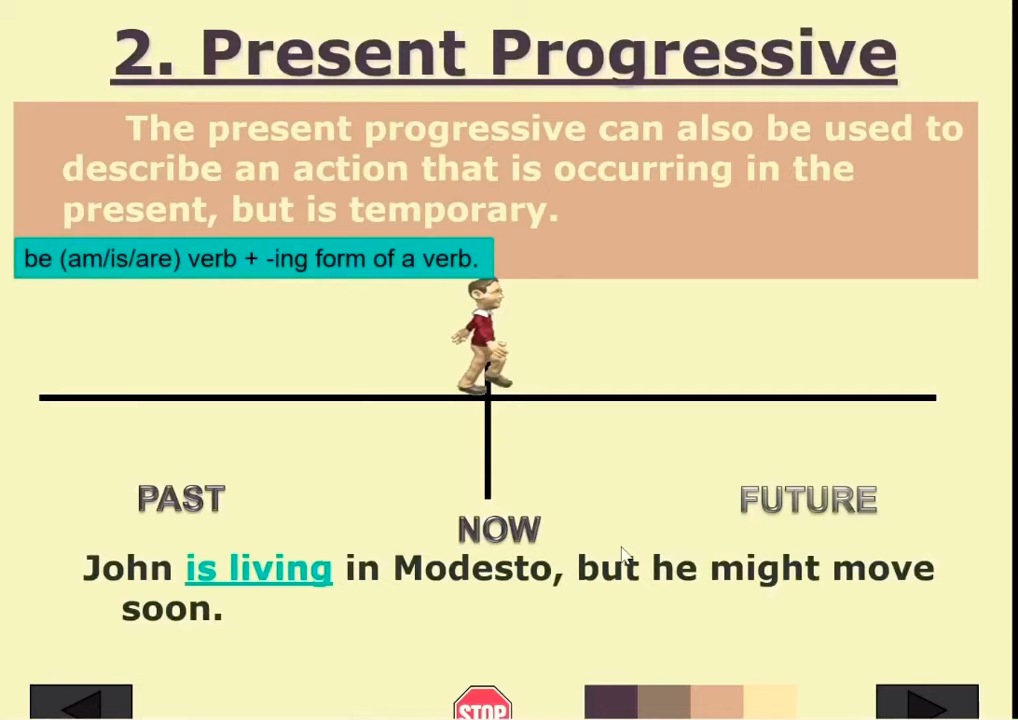 2. Present Progressive
The present progressive can also be used to
describe an action that is occurring in the
present, but is temporary.
be (am/is/are) verb + -ing form of a verb.
PAST
FUTURE
NOW
John is living in Modesto, but he might move
soon.
STOP